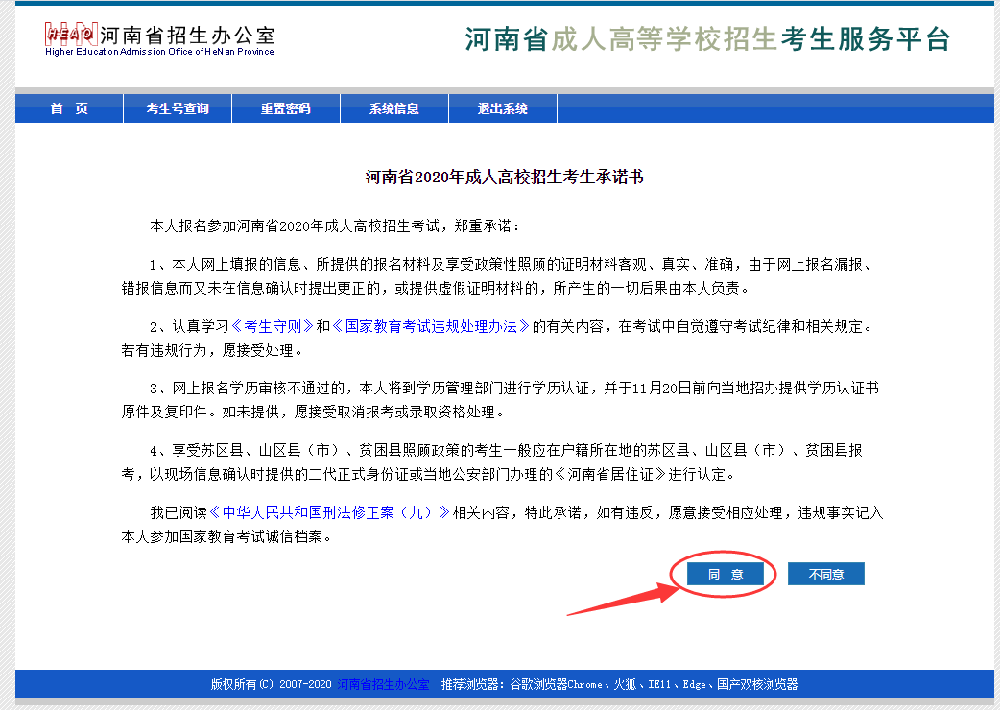 HEAO 河南省招生办公室
Higher Education Admission Office of HeNan Province
河南省成人高等学校招生考生服务平台
首 页 考生号查询 重置密码 系统信息 退出系统
河南省2020年成人高校招生考生承诺书
本人报名参加河南省2020年成人高校招生考试，郑重承诺：
1、本人网上填报的信息、所提供的报名材料及享受政策性照顾的证明材料客观、真实、准确，由于网上报名漏报、
错报信息而又未在信息确认时提出更正的，或提供虚假证明材料的，所产生的一切后果由本人负责。
2、认真学习《考生守则》和《国家教育考试违规处理办法》的有关内容，在考试中自觉遵守考试纪律和相关规定。
若有违规行为，愿接受处理。
3、网上报名学历审核不通过的，本人将到学历管理部门进行学历认证，并于11月20日前向当地招办提供学历认证书
原件及复印件。如未提供，愿接受取消报考或录取资格处理。
4、享受苏区县、山区县（市）、贫困县照顾政策的考生一般应在户籍所在地的苏区县、山区县（市）、贫困县报
考，以现场信息确认时提供的二代正式身份证或当地公安部门办理的《河南省居住证》进行认定。
我已阅读《中华人民共和国刑法修正案（九）》相关内容，特此承诺，如有违反，愿意接受相应处理，违规事实记入
本人参加国家教育考试诚信档案。
同 意 不同意
版权所有(C) 2007-2020 河南省招生办公室 推荐浏览器：谷歌浏览器Chrome、火狐、IE11、Edge、国产双核浏览器